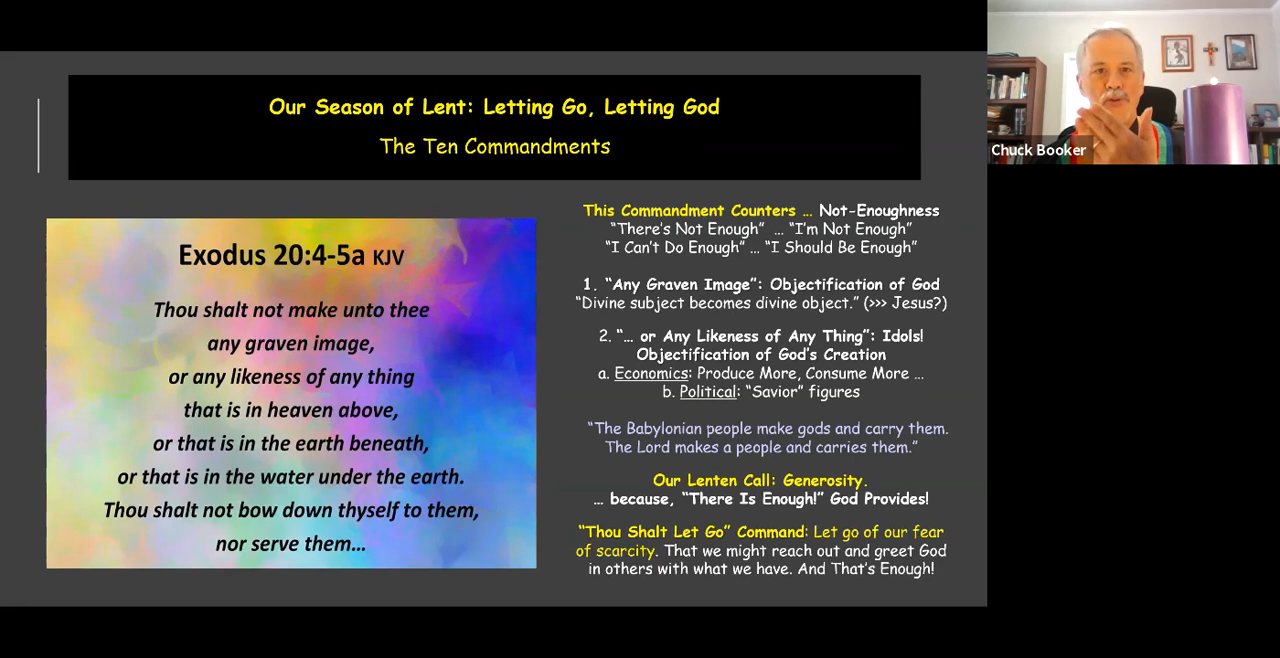 Our Season of Lent: Letting Go, Letting God
The Ten Commandments
Exodus 20:4-5a KJV
Thou shalt not make unto thee
any graven image,
or any likeness of any thing
that is in heaven above,
or that is in the earth beneath,
or that is in the water under the earth.
Thou shalt not bow down thyself to them,
nor serve them...
This Commandment Counters ... Not-Enoughness
“There’s Not Enough” ... “I’m Not Enough”
“I Can’t Do Enough” ... “I Should Be Enough”
1. “Any Graven Image”: Objectification of God
“Divine subject becomes divine object.” (>>> Jesus?)
2. “... or Any Likeness of Any Thing”: Idols!
Objectification of God’s Creation
a. Economics: Produce More, Consume More ...
b. Political: “Savior” figures
“The Babylonian people make gods and carry them.
The Lord makes a people and carries them.”
Our Lenten Call: Generosity.
... because, “There Is Enough!” God Provides!
“Thou Shalt Let Go” Command: Let go of our fear
of scarcity. That we might reach out and greet God
in others with what we have. And That’s Enough!
Chuck Booker